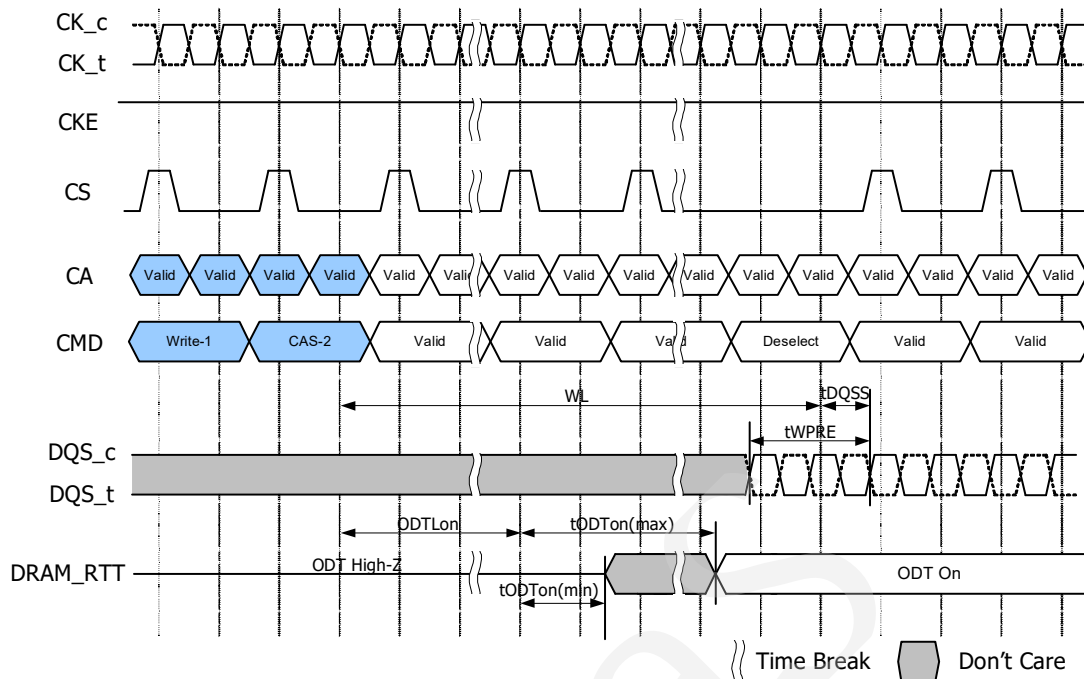 CK_c
CK_t
CKE
CS
CA Valid Valid Valid Valid Valid Valid Valid Valid Valid Valid Valid Valid Valid Valid Valid Valid
CMD Write-1 CAS-2 Valid Valid Valid Deselect Valid Valid
WL tDQSS
tWPRE
DQS_c
DQS_t
ODTLon tODTon(max)
DRAM_RTT ODT High-Z ODT On
tODTon(min)
Time Break Don't Care